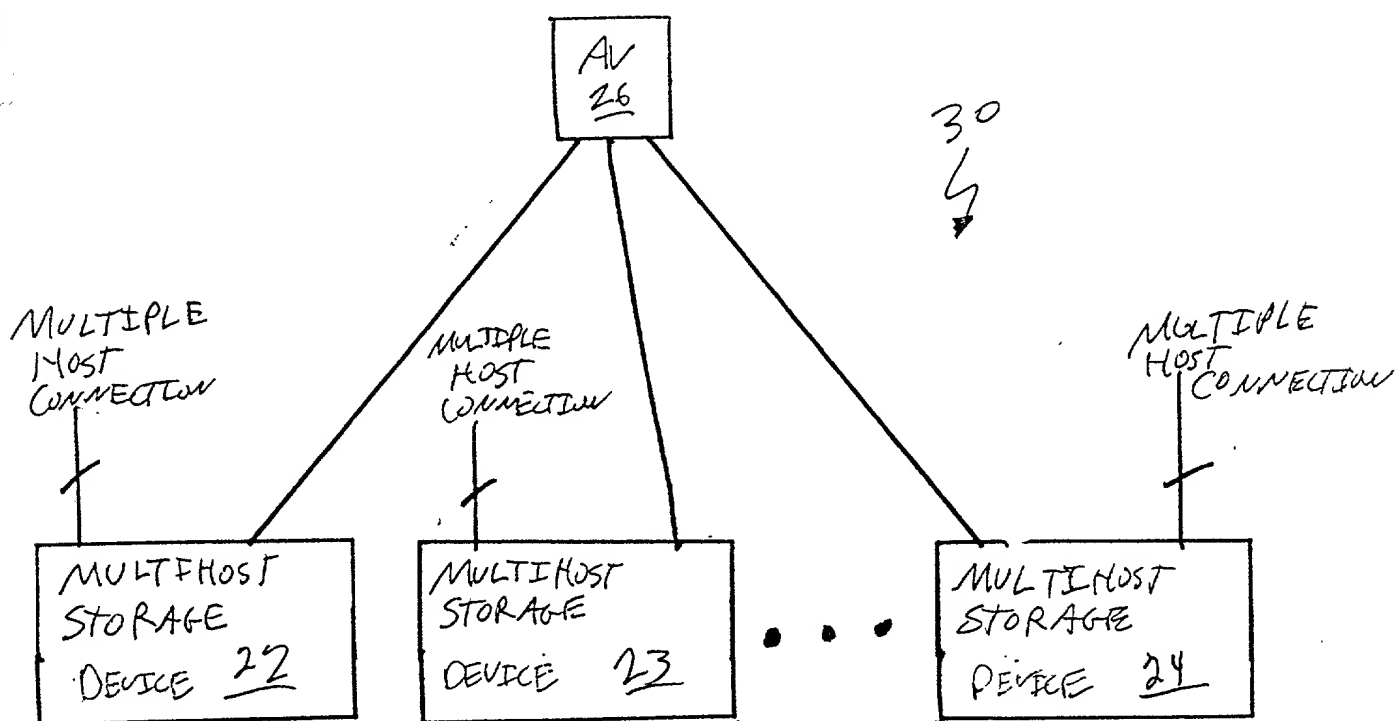 AV
26
30
MULTIPLE
HOST
CONNECTION
MULTIPLE
HOST
CONNECTION
MULTIPLE
HOST
CONNECTION
MULTIHOST
STORAGE
DEVICE 22
MULTIHOST
STORAGE
DEVICE 23
MULTIHOST
STORAGE
DEVICE 24